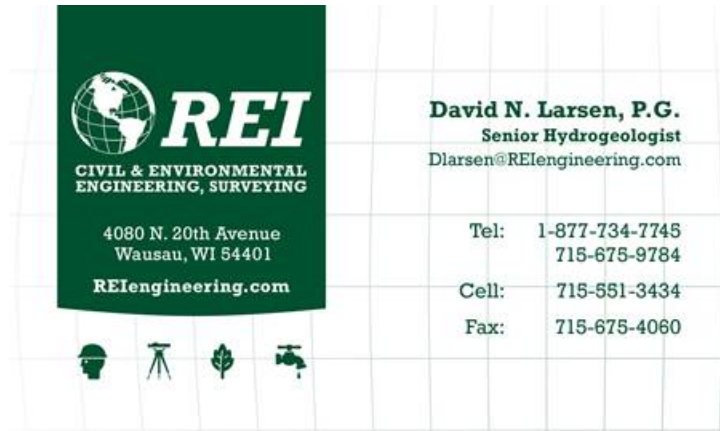 REI
CIVIL & ENVIRONMENTAL
ENGINEERING, SURVEYING
4080 N. 20th Avenue
Wausau, WI 54401
REIengineering.com
David N. Larsen, P.G.
Senior Hydrogeologist
Dlarsen@REIengineering.com
Tel: 1-877-734-7745
715-675-9784
Cell: 715-551-3434
Fax: 715-675-4060